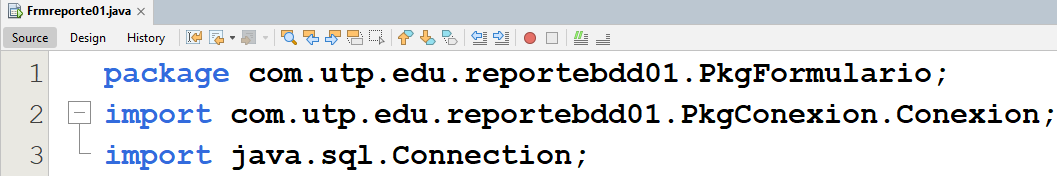 Frmreporte01.java ×
Source Design History
1 package com.utp.edu.reportebdd01.PkgFormulario;
2 import com.utp.edu.reportebdd01.PkgConexion.Conexion;
3 import java.sql.Connection;